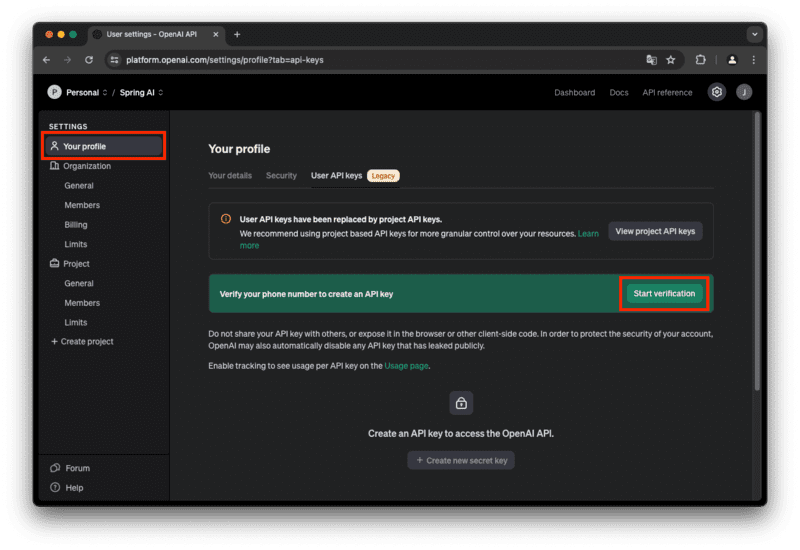 User settings - OpenAI API
platform.openai.com/settings/profile?tab=api-keys
P Personal / Spring AI
Dashboard Docs API reference J
SETTINGS
Your profile
Organization
General
Members
Billing
Limits
Project
General
Members
Limits
+ Create project
Forum
Help
Your profile
Your details Security User API keys Legacy
User API keys have been replaced by project API keys.
We recommend using project based API keys for more granular control over your resources. Learn
more
View project API keys
Verify your phone number to create an API key
Start verification
Do not share your API key with others, or expose it in the browser or other client-side code. In order to protect the security of your account,
OpenAI may also automatically disable any API key that has leaked publicly.
Enable tracking to see usage per API key on the Usage page.
Create an API key to access the OpenAI API.
+ Create new secret key